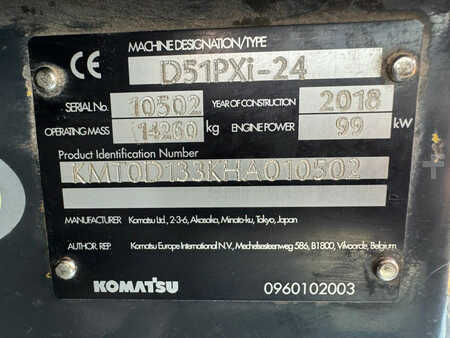 CE
MACHINE DESIGNATION/TYPE
D51PXi-24
SERIAL No. 10502 YEAR OF CONSTRUCTION 2018
OPERATING MASS 14260 kg ENGINE POWER 99 kW
Product Identification Number
KMT0D133KHA010502
MANUFACTURER Komatsu Ltd., 2-3-6, Akasaka, Minato-ku, Tokyo, Japan
AUTHOR. REP. Komatsu Europe International N.V., Mechelsesteenweg 586, B1800, Vilvoorde, Belgium
KOMATSU 0960102003